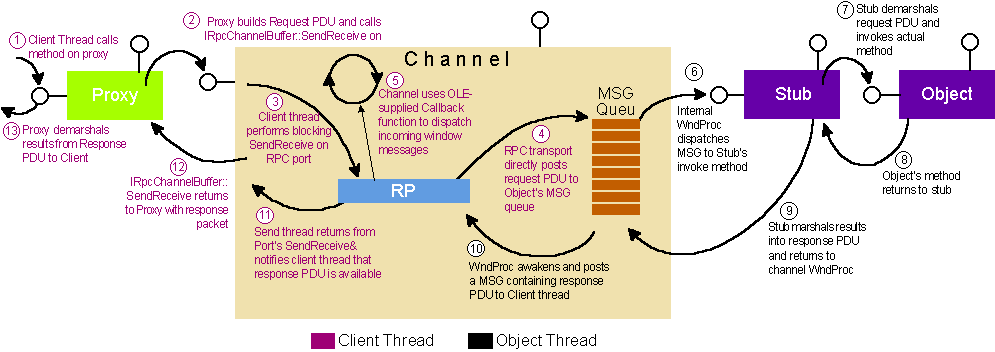 1
Client Thread calls
method on proxy
2
Proxy builds Request PDU and calls
IRpcChannelBuffer::SendReceive on
Channel
Proxy
3
Client thread
performs blocking
SendReceive on
RPC port
5
Channel uses OLE-
supplied Callback
function to dispatch
incoming window
messages
4
RPC transport
directly posts
request PDU to
Object's MSG
queue
MSG
Queu
RP
6
Internal
WndProc
dispatches
MSG to Stub's
invoke method
7
Stub demarshals
request PDU and
invokes actual
method
Stub
Object
8
Object's method
returns to stub
9
Stub marshals results
into response PDU
and returns to
channel WndProc
10
WndProc awakens and posts
a MSG containing response
PDU to Client thread
11
Send thread returns from
Port's SendReceive&
notifies client thread that
response PDU is available
12
IRpcChannelBuffer::
SendReceive returns
to Proxy with response
packet
13
Proxy demarshals
results from Response
PDU to Client
Client Thread
Object Thread